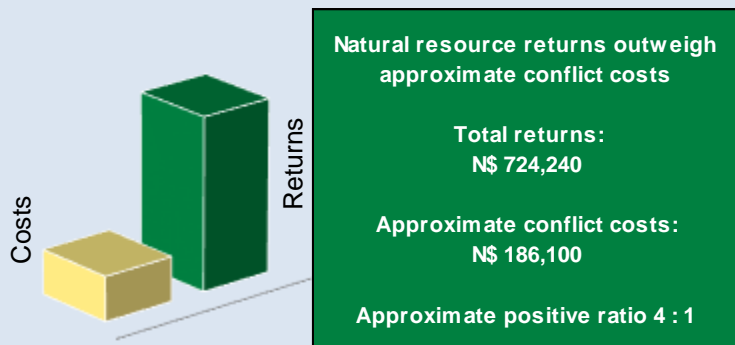 Costs
Returns
Natural resource returns outweigh
approximate conflict costs
Total returns:
N$ 724,240
Approximate conflict costs:
N$ 186,100
Approximate positive ratio 4 : 1